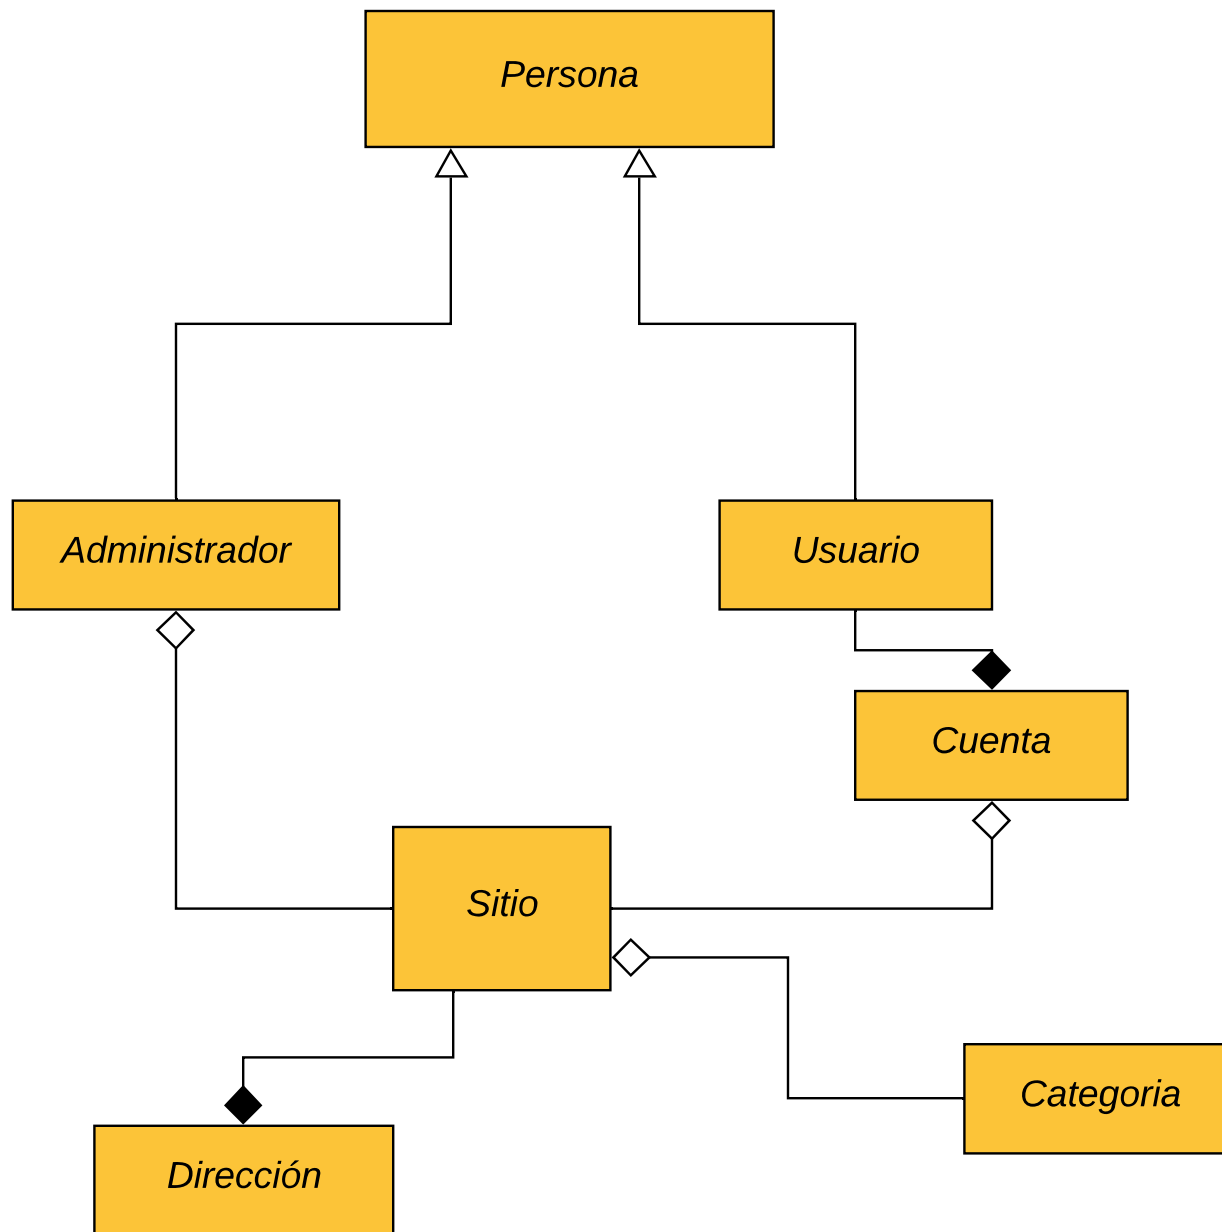 Persona
Administrador
Usuario
Cuenta
Sitio
Categoria
Dirección